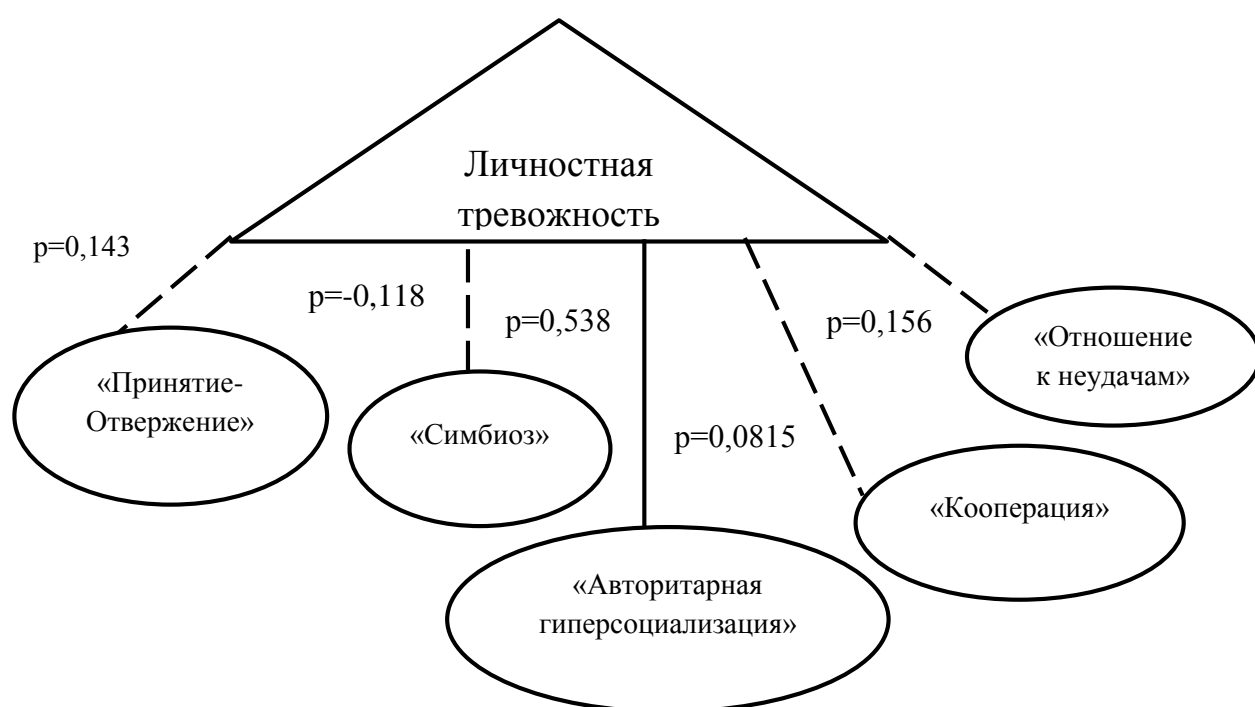 Личностная
тревожность
p=0,143
p=-0,118
p=0,538
p=0,156
p=0,0815
«Принятие-
Отвержение»
«Симбиоз»
«Отношение
к неудачам»
«Кооперация»
«Авторитарная
гиперсоциализация»